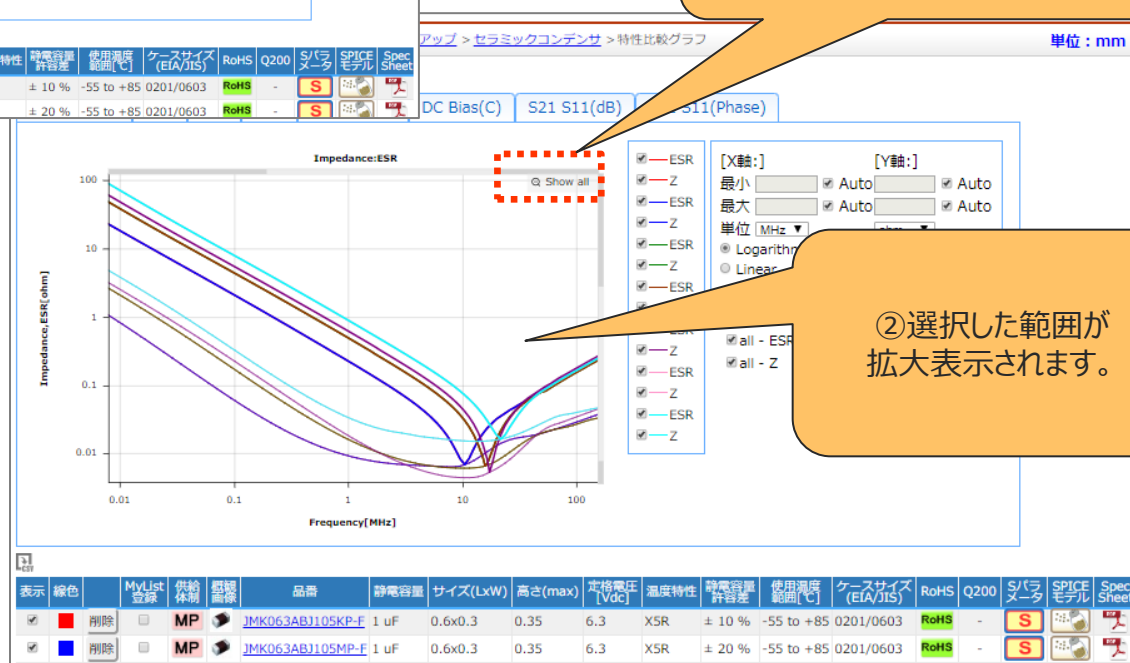 特性 静電容量許容差 使用温度範囲[℃] ケースサイズ(EIA/JIS) RoHS Q200 Sパラメータ SPICEモデル Spec Sheet
± 10 % -55 to +85 0201/0603 RoHS - S
± 20 % -55 to +85 0201/0603 RoHS - S
アップ > セラミックコンデンサ > 特性比較グラフ
単位：mm
DC Bias(C) S21 S11(dB) S11(Phase)
Impedance:ESR
Show all
100
10
1
0.1
0.01
Impedance,ESR[ohm]
0.01 0.1 1 10 100
Frequency[MHz]
ESR
Z
ESR
Z
ESR
Z
ESR
Z
ESR
Z
ESR
Z
[X軸:] [Y軸:]
最小 Auto Auto
最大 Auto Auto
単位 MHz ▼
Logarithm
Linear
all - ESR
all - Z
②選択した範囲が
拡大表示されます。
CSV
表示 線色 MyList登録 供給体制 外観画像 品番 静電容量 サイズ(LxW) 高さ(max) 定格電圧[Vdc] 温度特性 静電容量許容差 使用温度範囲[℃] ケースサイズ(EIA/JIS) RoHS Q200 Sパラメータ SPICEモデル Spec Sheet
削除 MP JMK063ABJ105KP-F 1 uF 0.6x0.3 0.35 6.3 X5R ± 10 % -55 to +85 0201/0603 RoHS - S
削除 MP JMK063ABJ105MP-F 1 uF 0.6x0.3 0.35 6.3 X5R ± 20 % -55 to +85 0201/0603 RoHS - S